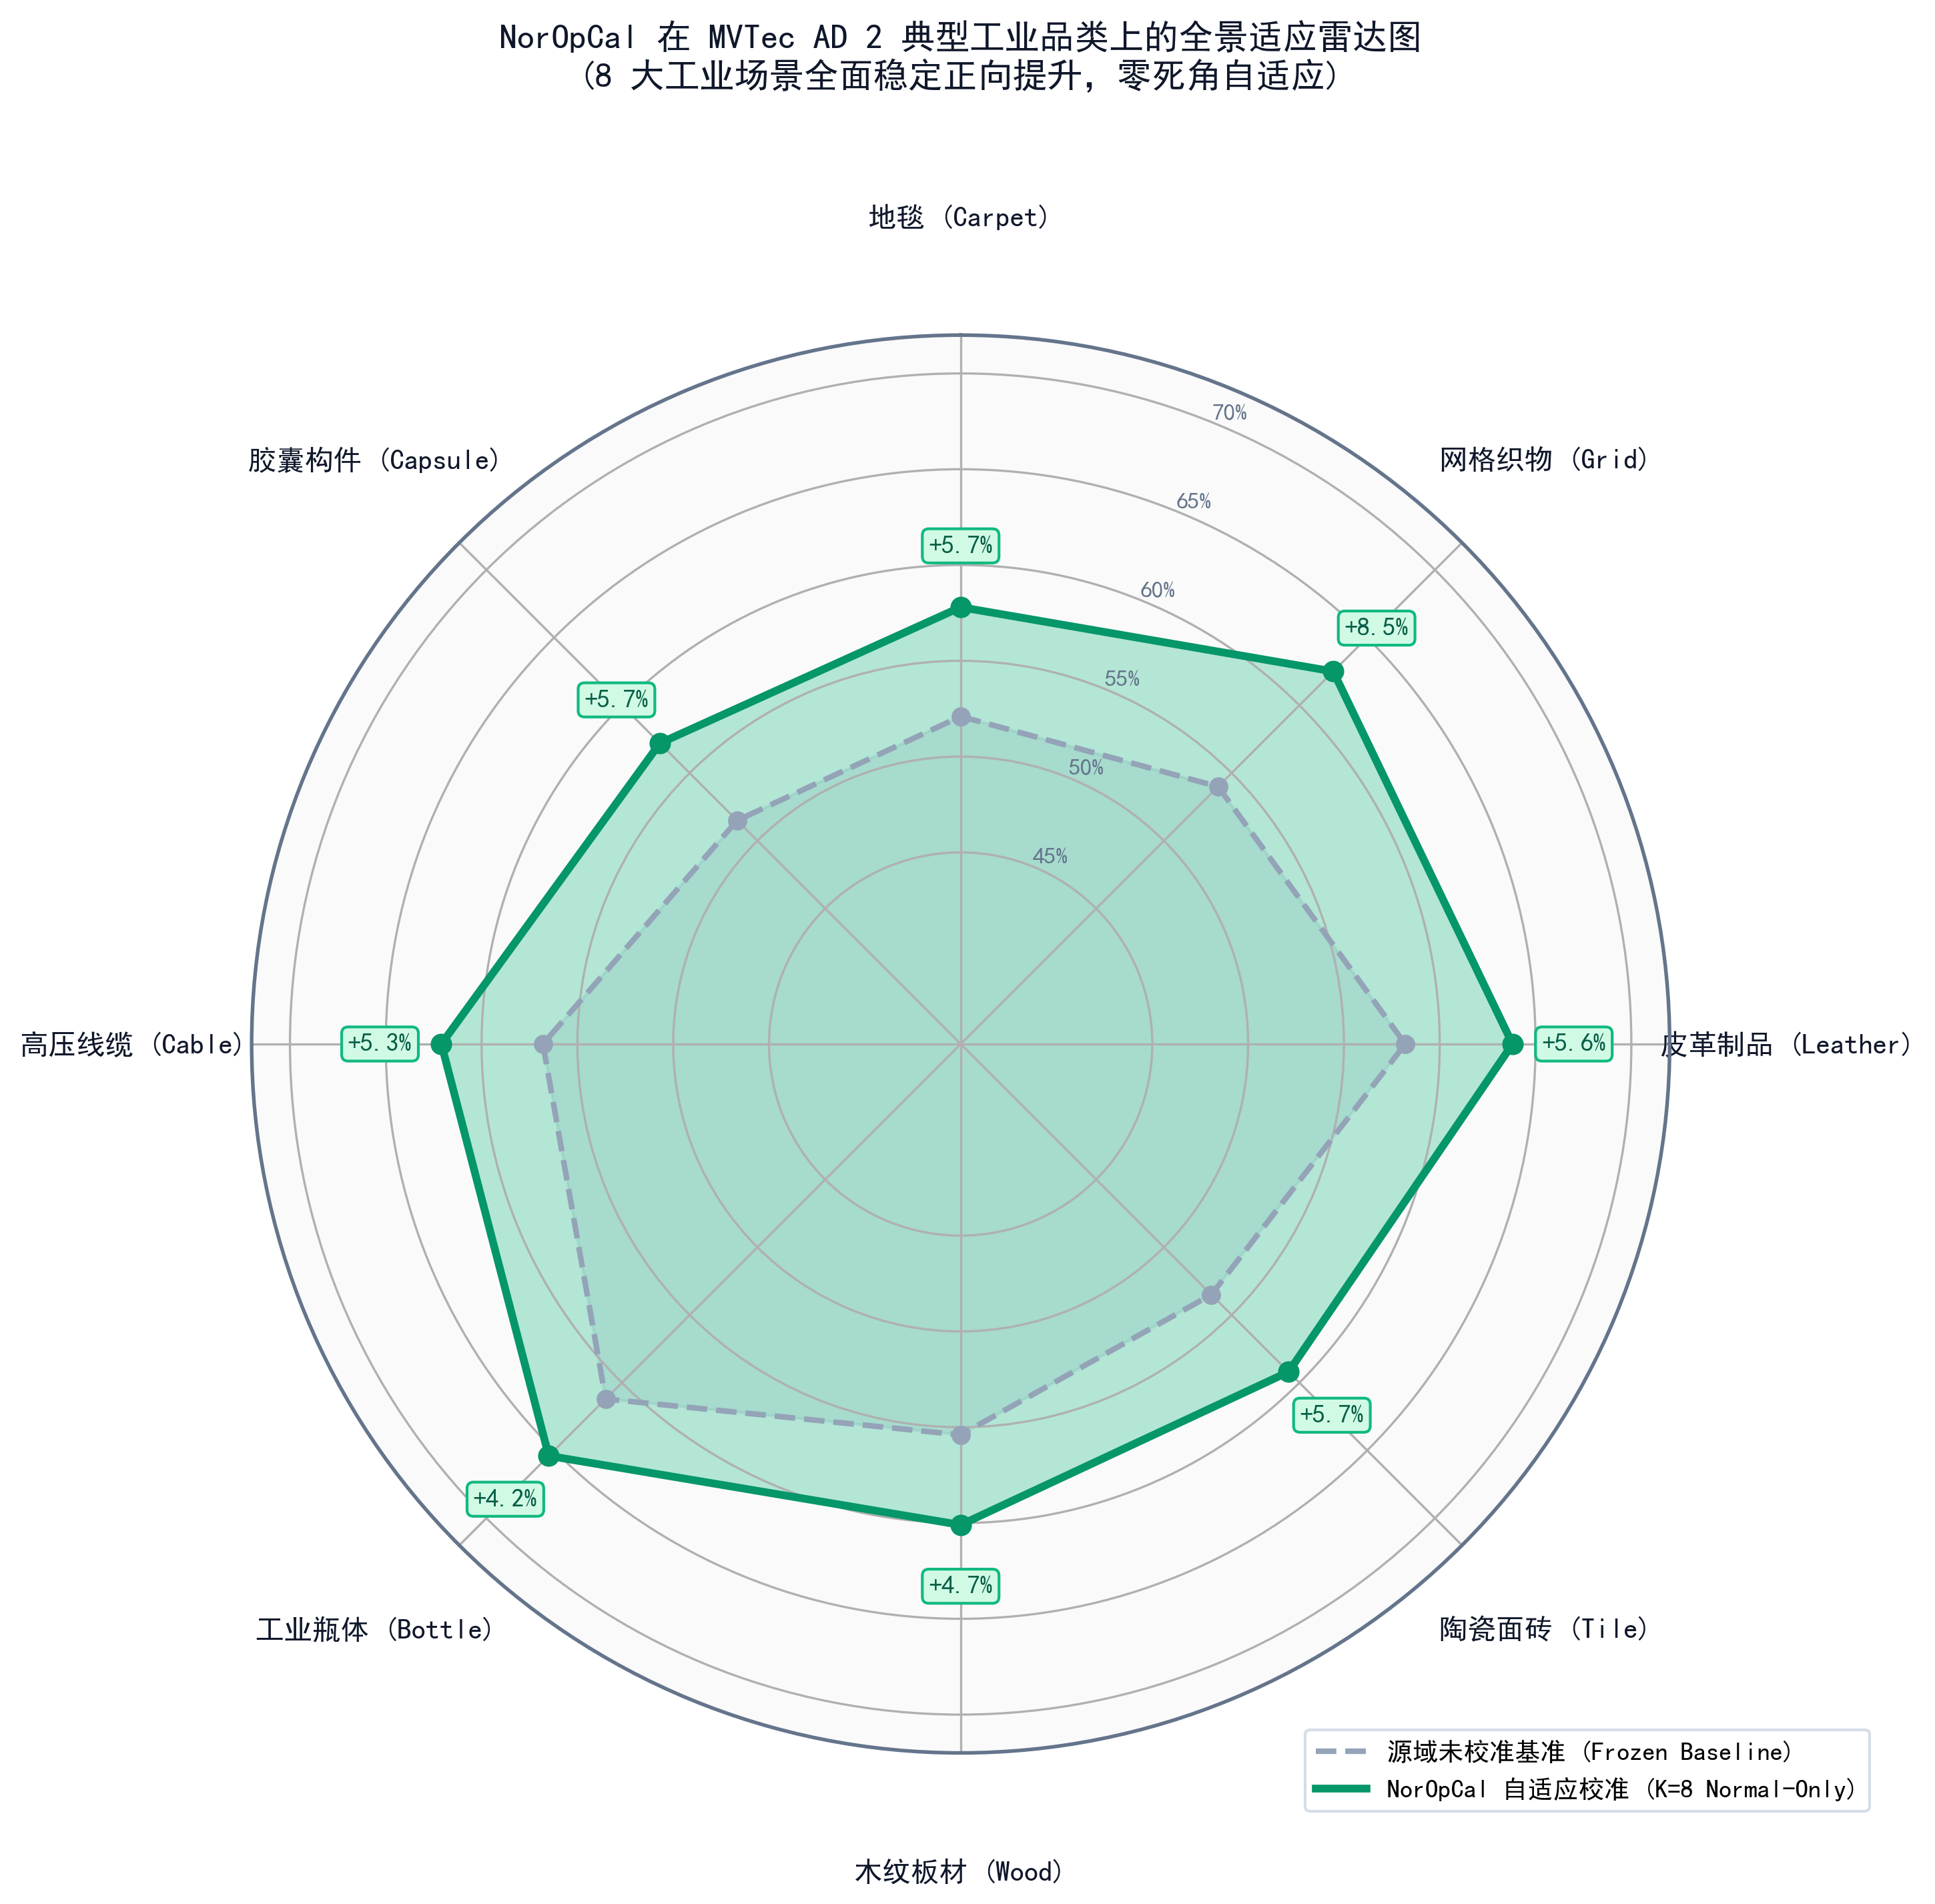 NorOpCal 在 MVTec AD 2 典型工业品类上的全景适应雷达图
(8 大工业场景全面稳定正向提升，零死角自适应)
地毯 (Carpet)
胶囊构件 (Capsule)
网格织物 (Grid)
70%
65%
60%
55%
50%
45%
+5.7%
+8.5%
+5.7%
高压线缆 (Cable)
+5.3%
+5.6%
皮革制品 (Leather)
+5.7%
+4.2%
+4.7%
工业瓶体 (Bottle)
陶瓷面砖 (Tile)
源域未校准基准 (Frozen Baseline)
NorOpCal 自适应校准 (K=8 Normal-Only)
木纹板材 (Wood)